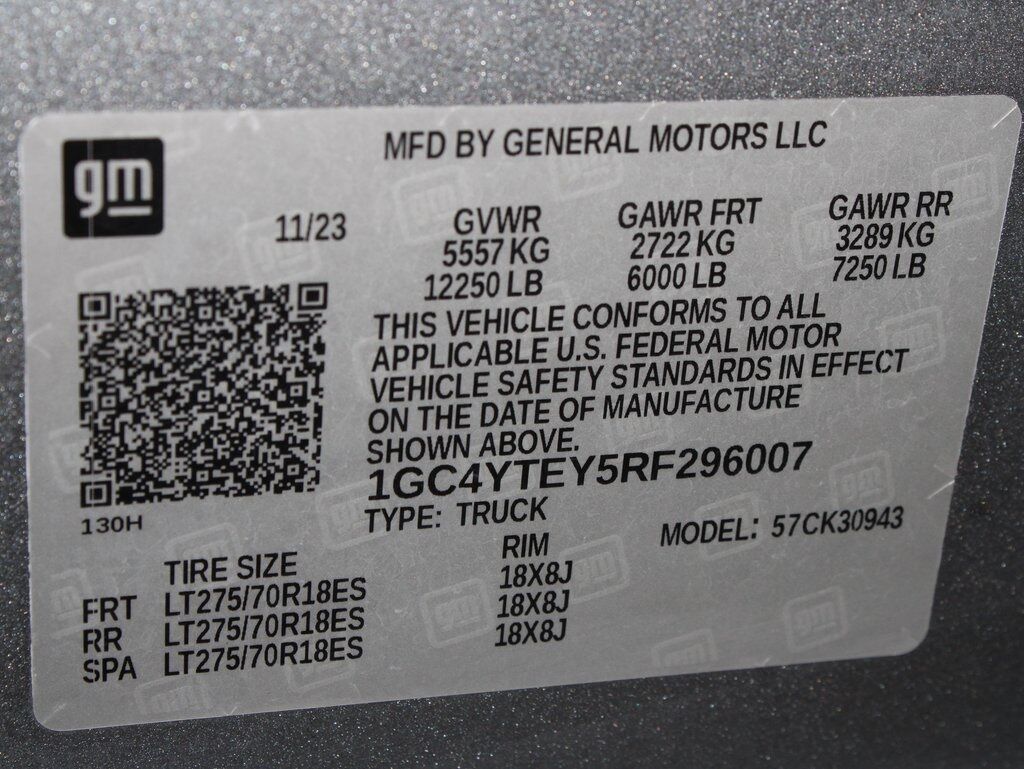 gm
MFD BY GENERAL MOTORS LLC
11/23
GVWR
5557 KG
12250 LB
GAWR FRT
2722 KG
6000 LB
GAWR RR
3289 KG
7250 LB
THIS VEHICLE CONFORMS TO ALL
APPLICABLE U.S. FEDERAL MOTOR
VEHICLE SAFETY STANDARDS IN EFFECT
ON THE DATE OF MANUFACTURE
SHOWN ABOVE.
1GC4YTEY5RF296007
130H
TYPE: TRUCK
MODEL: 57CK30943
TIRE SIZE RIM
18X8J
FRT LT275/70R18ES 18X8J
RR LT275/70R18ES 18X8J
SPA LT275/70R18ES